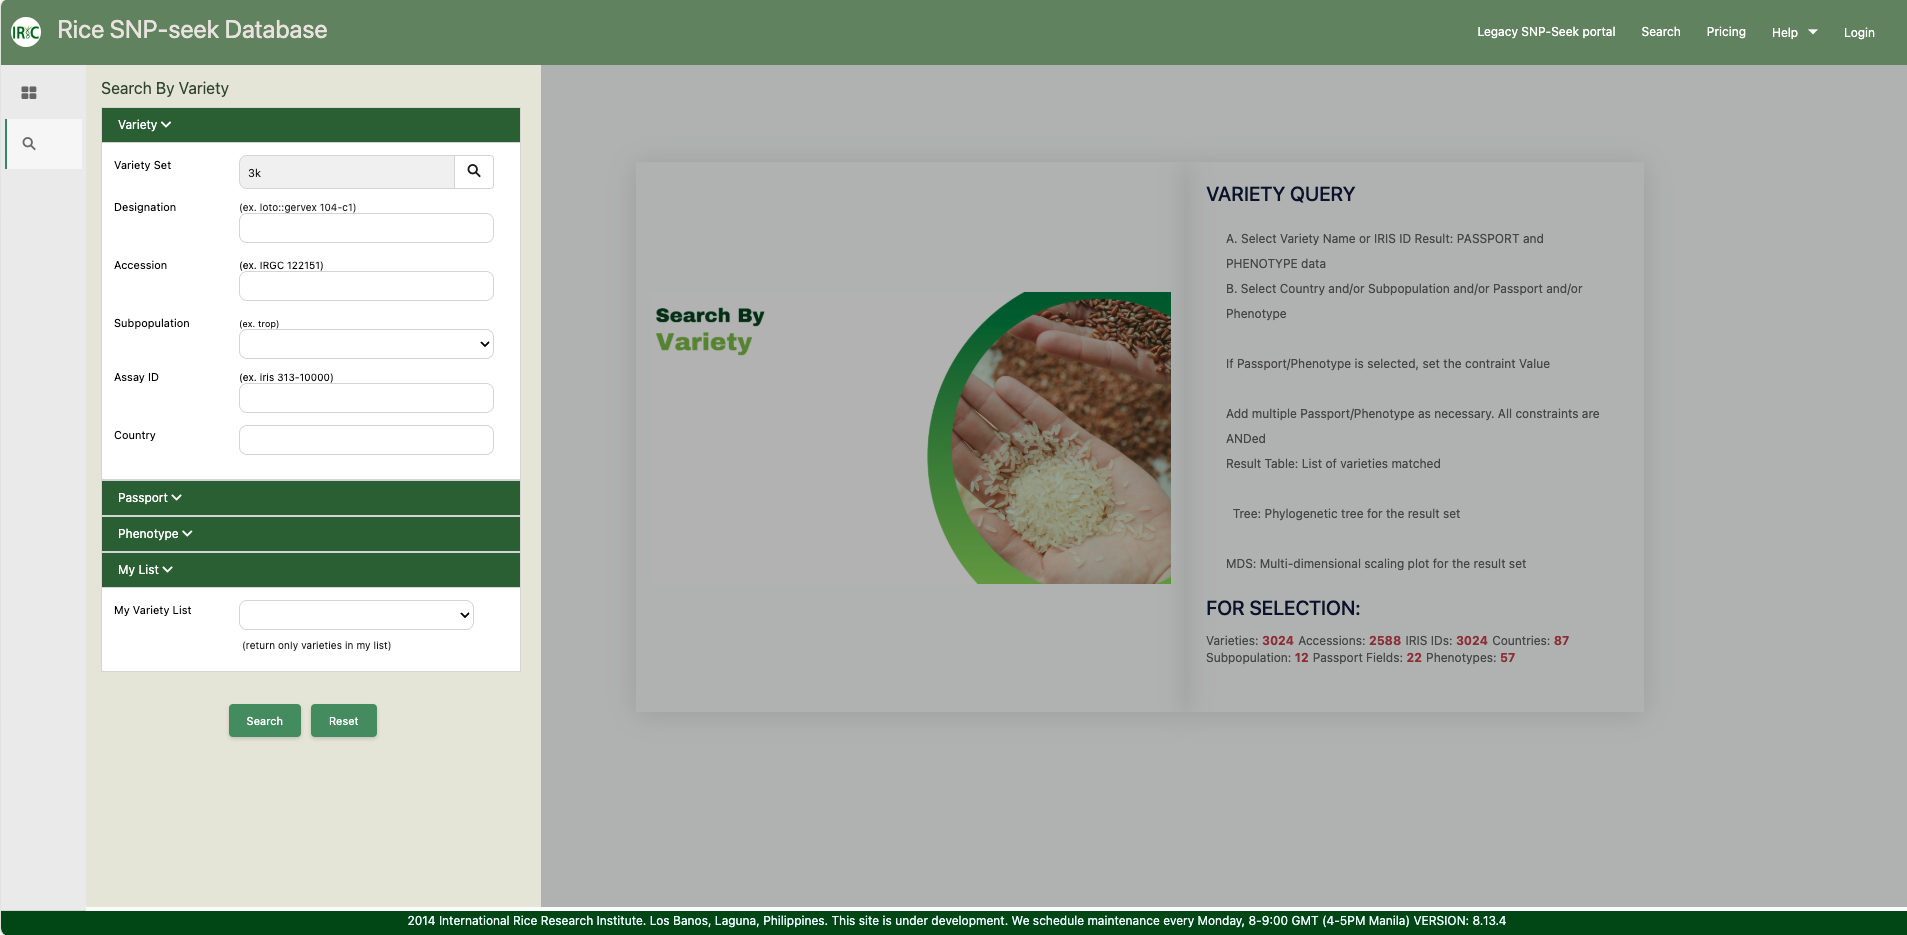 IRSSC
Rice SNP-seek Database
Legacy SNP-Seek portal
Search
Pricing
Help
Login
Search By Variety
Variety
Variety Set
3k
Designation
(ex. loto::gervex 104-c1)
Accession
(ex. IRGC 122151)
Subpopulation
(ex. trop)
Assay ID
(ex. iris 313-10000)
Country
Passport
Phenotype
My List
My Variety List
(return only varieties in my list)
Search
Reset
Search By
Variety
VARIETY QUERY
A. Select Variety Name or IRIS ID Result: PASSPORT and
PHENOTYPE data
B. Select Country and/or Subpopulation and/or Passport and/or
Phenotype
If Passport/Phenotype is selected, set the contraint Value
Add multiple Passport/Phenotype as necessary. All constraints are
ANDed
Result Table: List of varieties matched
Tree: Phylogenetic tree for the result set
MDS: Multi-dimensional scaling plot for the result set
FOR SELECTION:
Varieties: 3024 Accessions: 2588 IRIS IDs: 3024 Countries: 87
Subpopulation: 12 Passport Fields: 22 Phenotypes: 57
2014 International Rice Research Institute. Los Banos, Laguna, Philippines. This site is under development. We schedule maintenance every Monday, 8-9:00 GMT (4-5PM Manila) VERSION: 8.13.4